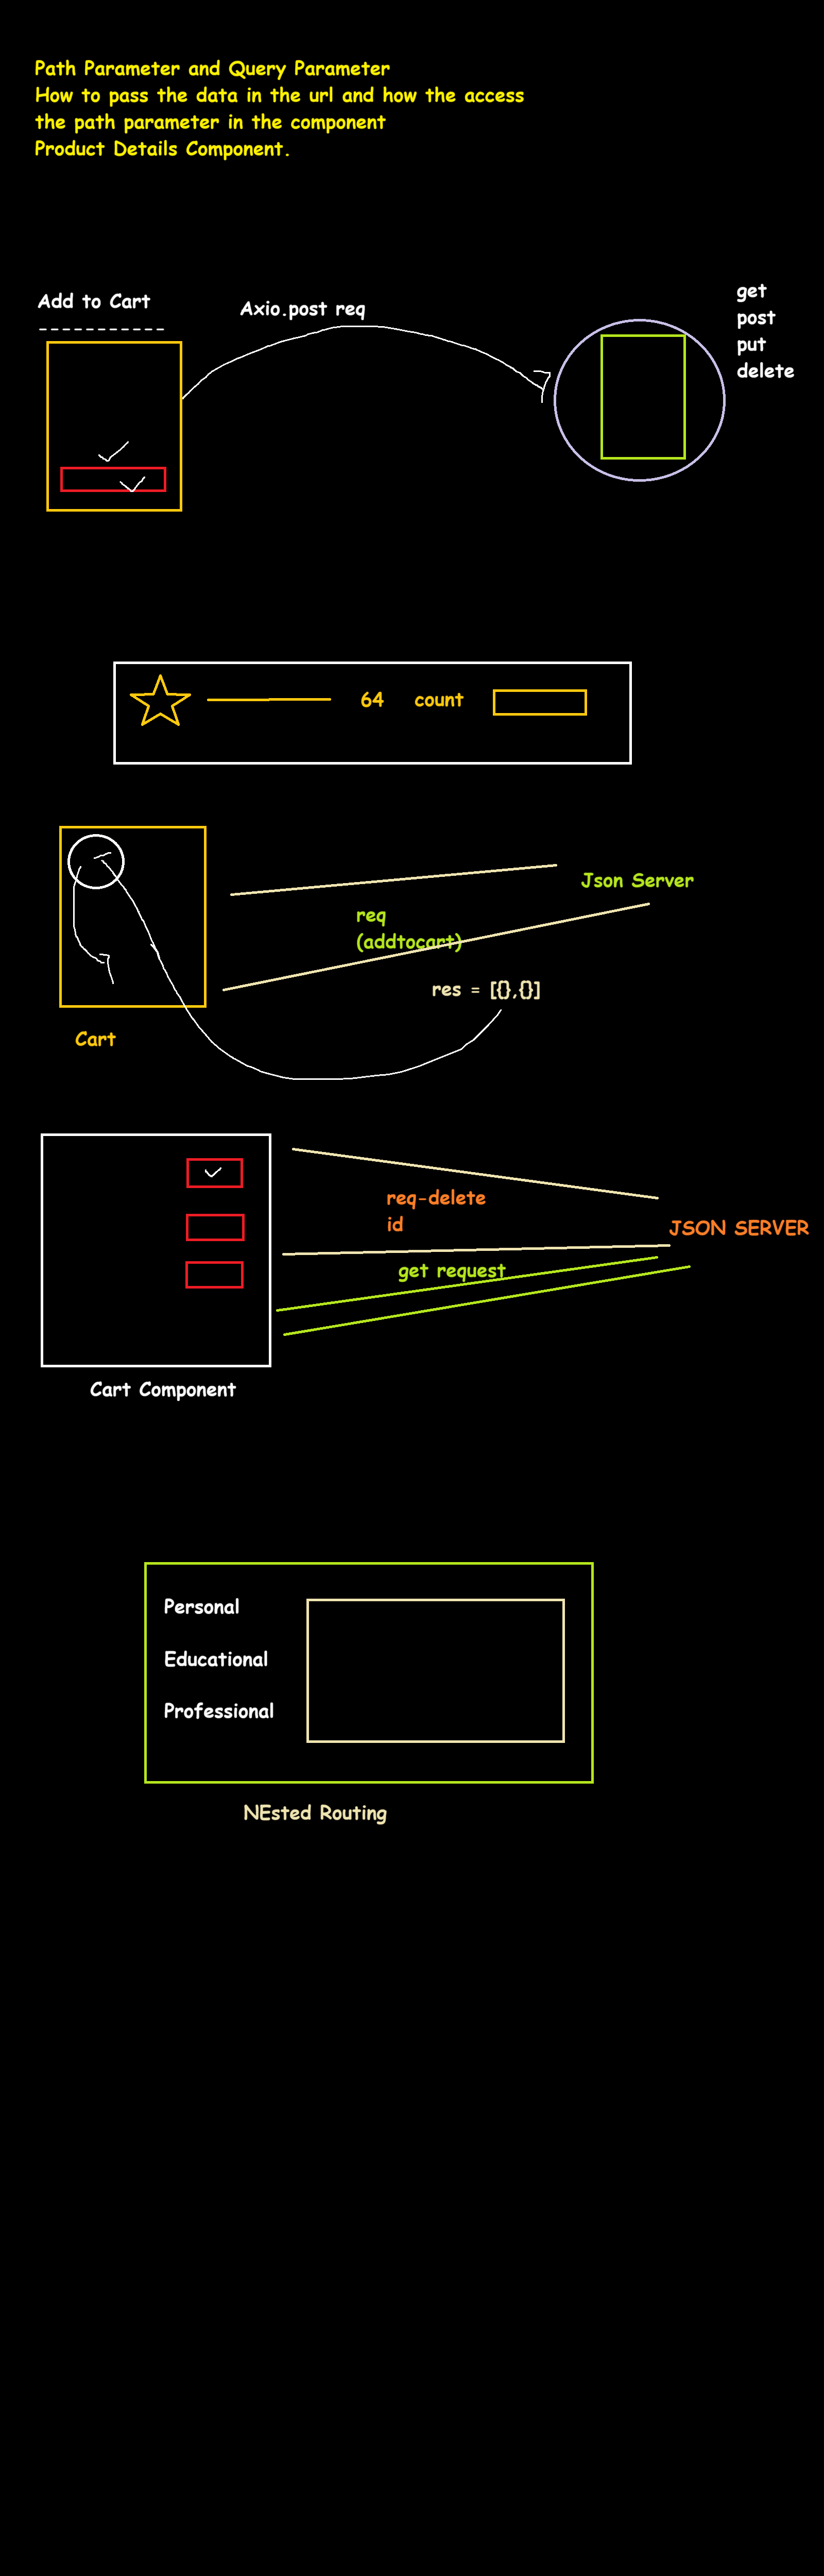 Path Parameter and Query Parameter
How to pass the data in the url and how the access
the path parameter in the component
Product Details Component.
Add to Cart
-----------
Axio.post req
get
post
put
delete
64 count
Json Server
req
(addtocart)
res = [{},{}]
Cart
req-delete
id
JSON SERVER
get request
Cart Component
Personal
Educational
Professional
NEsted Routing